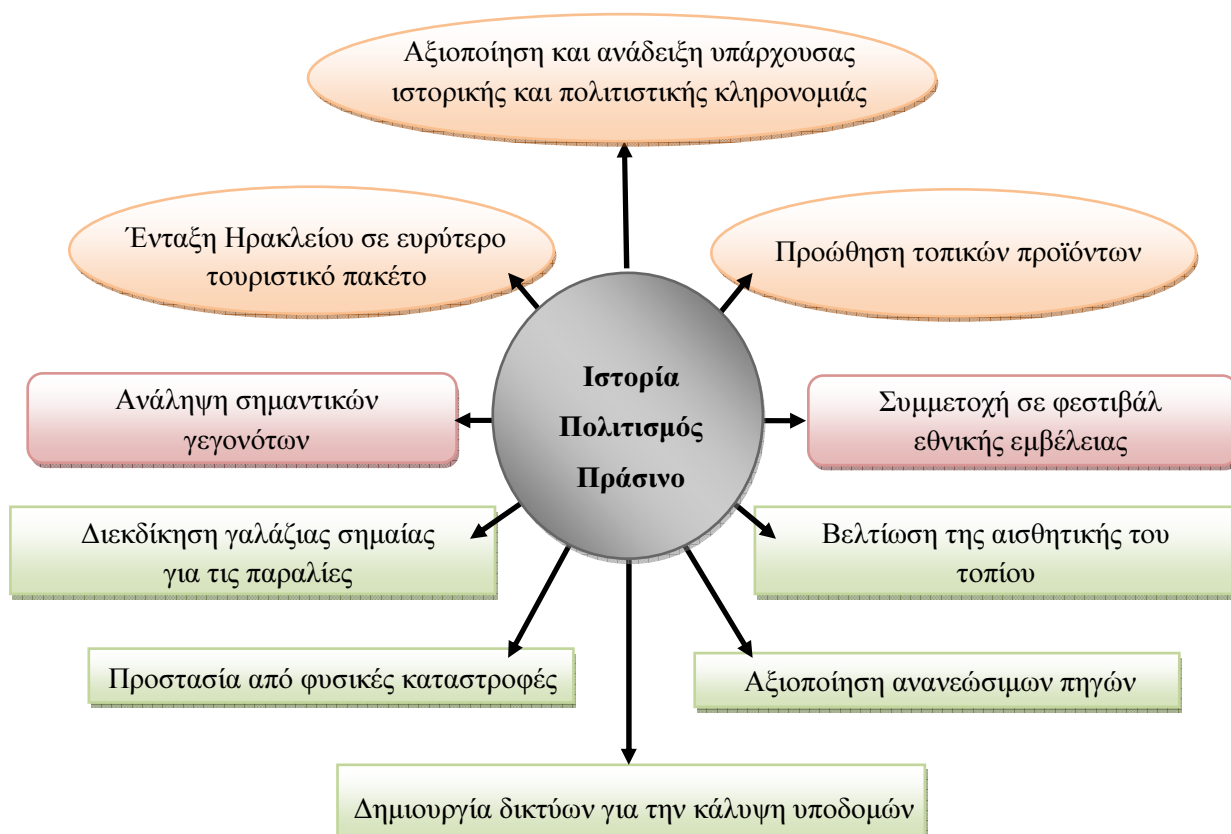 Αξιοποίηση και ανάδειξη υπάρχουσας
ιστορικής και πολιτιστικής κληρονομιάς
Ένταξη Ηρακλείου σε ευρύτερο
τουριστικό πακέτο
Προώθηση τοπικών προϊόντων
Ιστορία
Πολιτισμός
Πράσινο
Ανάληψη σημαντικών
γεγονότων
Συμμετοχή σε φεστιβάλ
εθνικής εμβέλειας
Διεκδίκηση γαλάζιας σημαίας
για τις παραλίες
Βελτίωση της αισθητικής του
τοπίου
Προστασία από φυσικές καταστροφές
Αξιοποίηση ανανεώσιμων πηγών
Δημιουργία δικτύων για την κάλυψη υποδομών